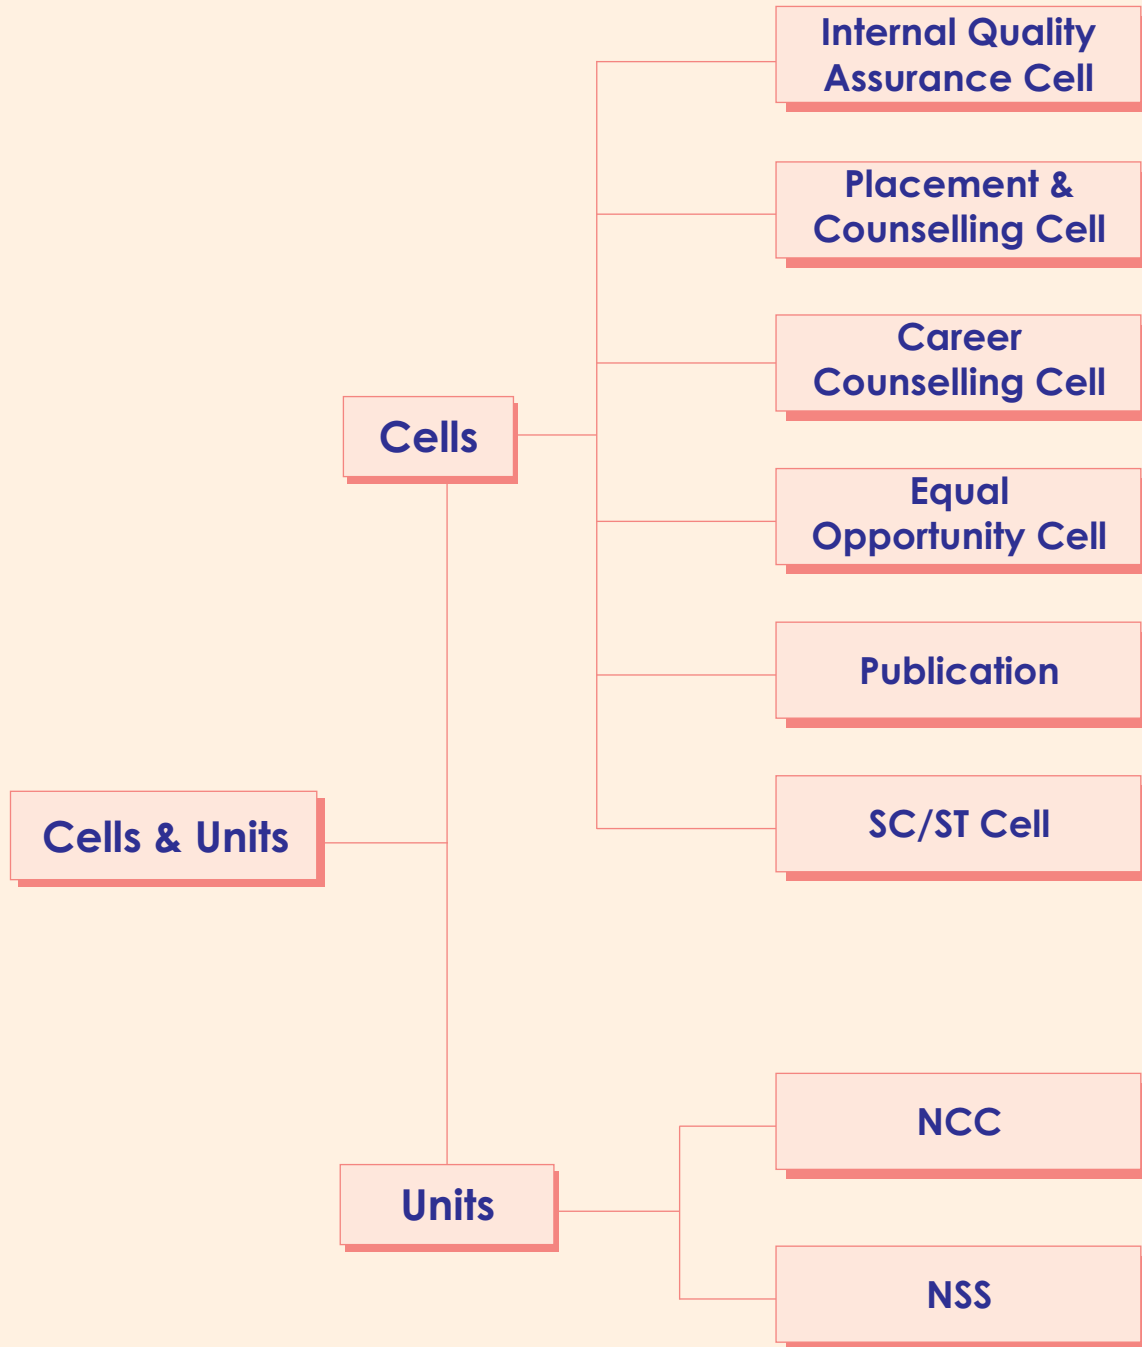 Internal Quality
Assurance Cell
Placement &
Counselling Cell
Career
Counselling Cell
Cells
Equal
Opportunity Cell
Publication
Cells & Units
SC/ST Cell
NCC
Units
NSS